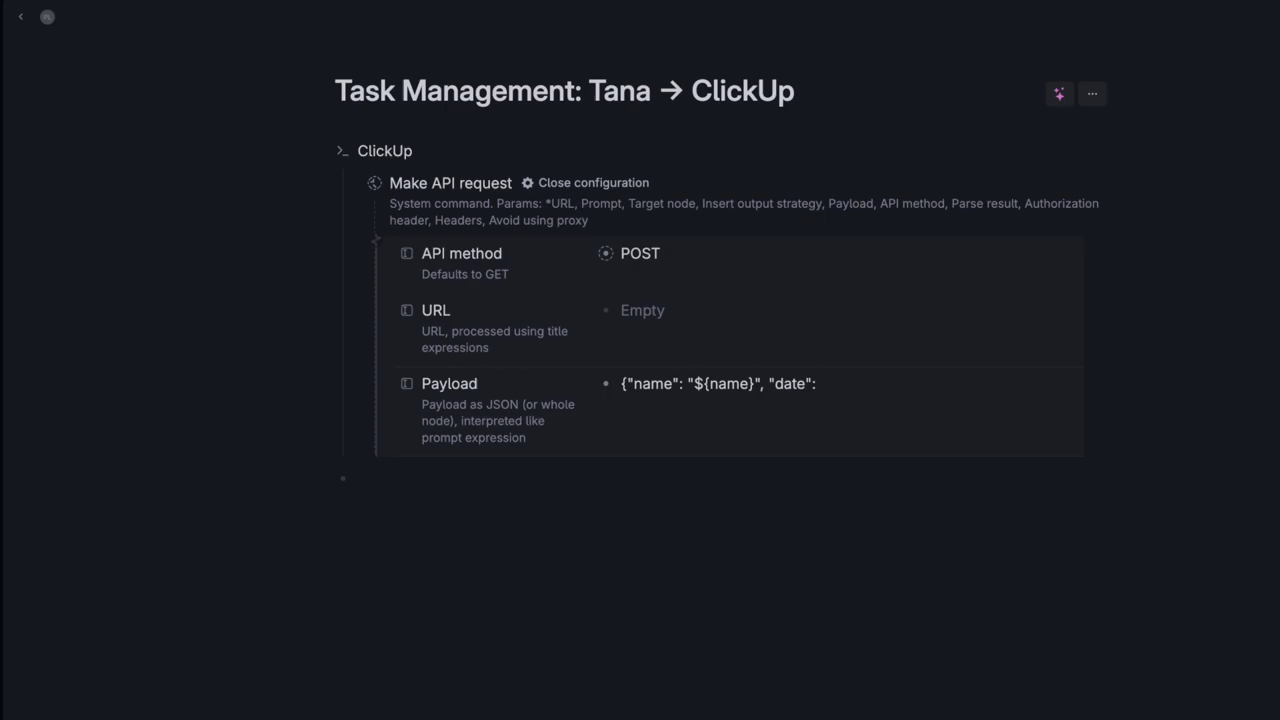 PL
Task Management: Tana → ClickUp
ClickUp
Make API request Close configuration
System command. Params: *URL, Prompt, Target node, Insert output strategy, Payload, API method, Parse result, Authorization
header, Headers, Avoid using proxy
API method POST
Defaults to GET
URL Empty
URL, processed using title
expressions
Payload {"name": "${name}", "date":
Payload as JSON (or whole
node), interpreted like
prompt expression